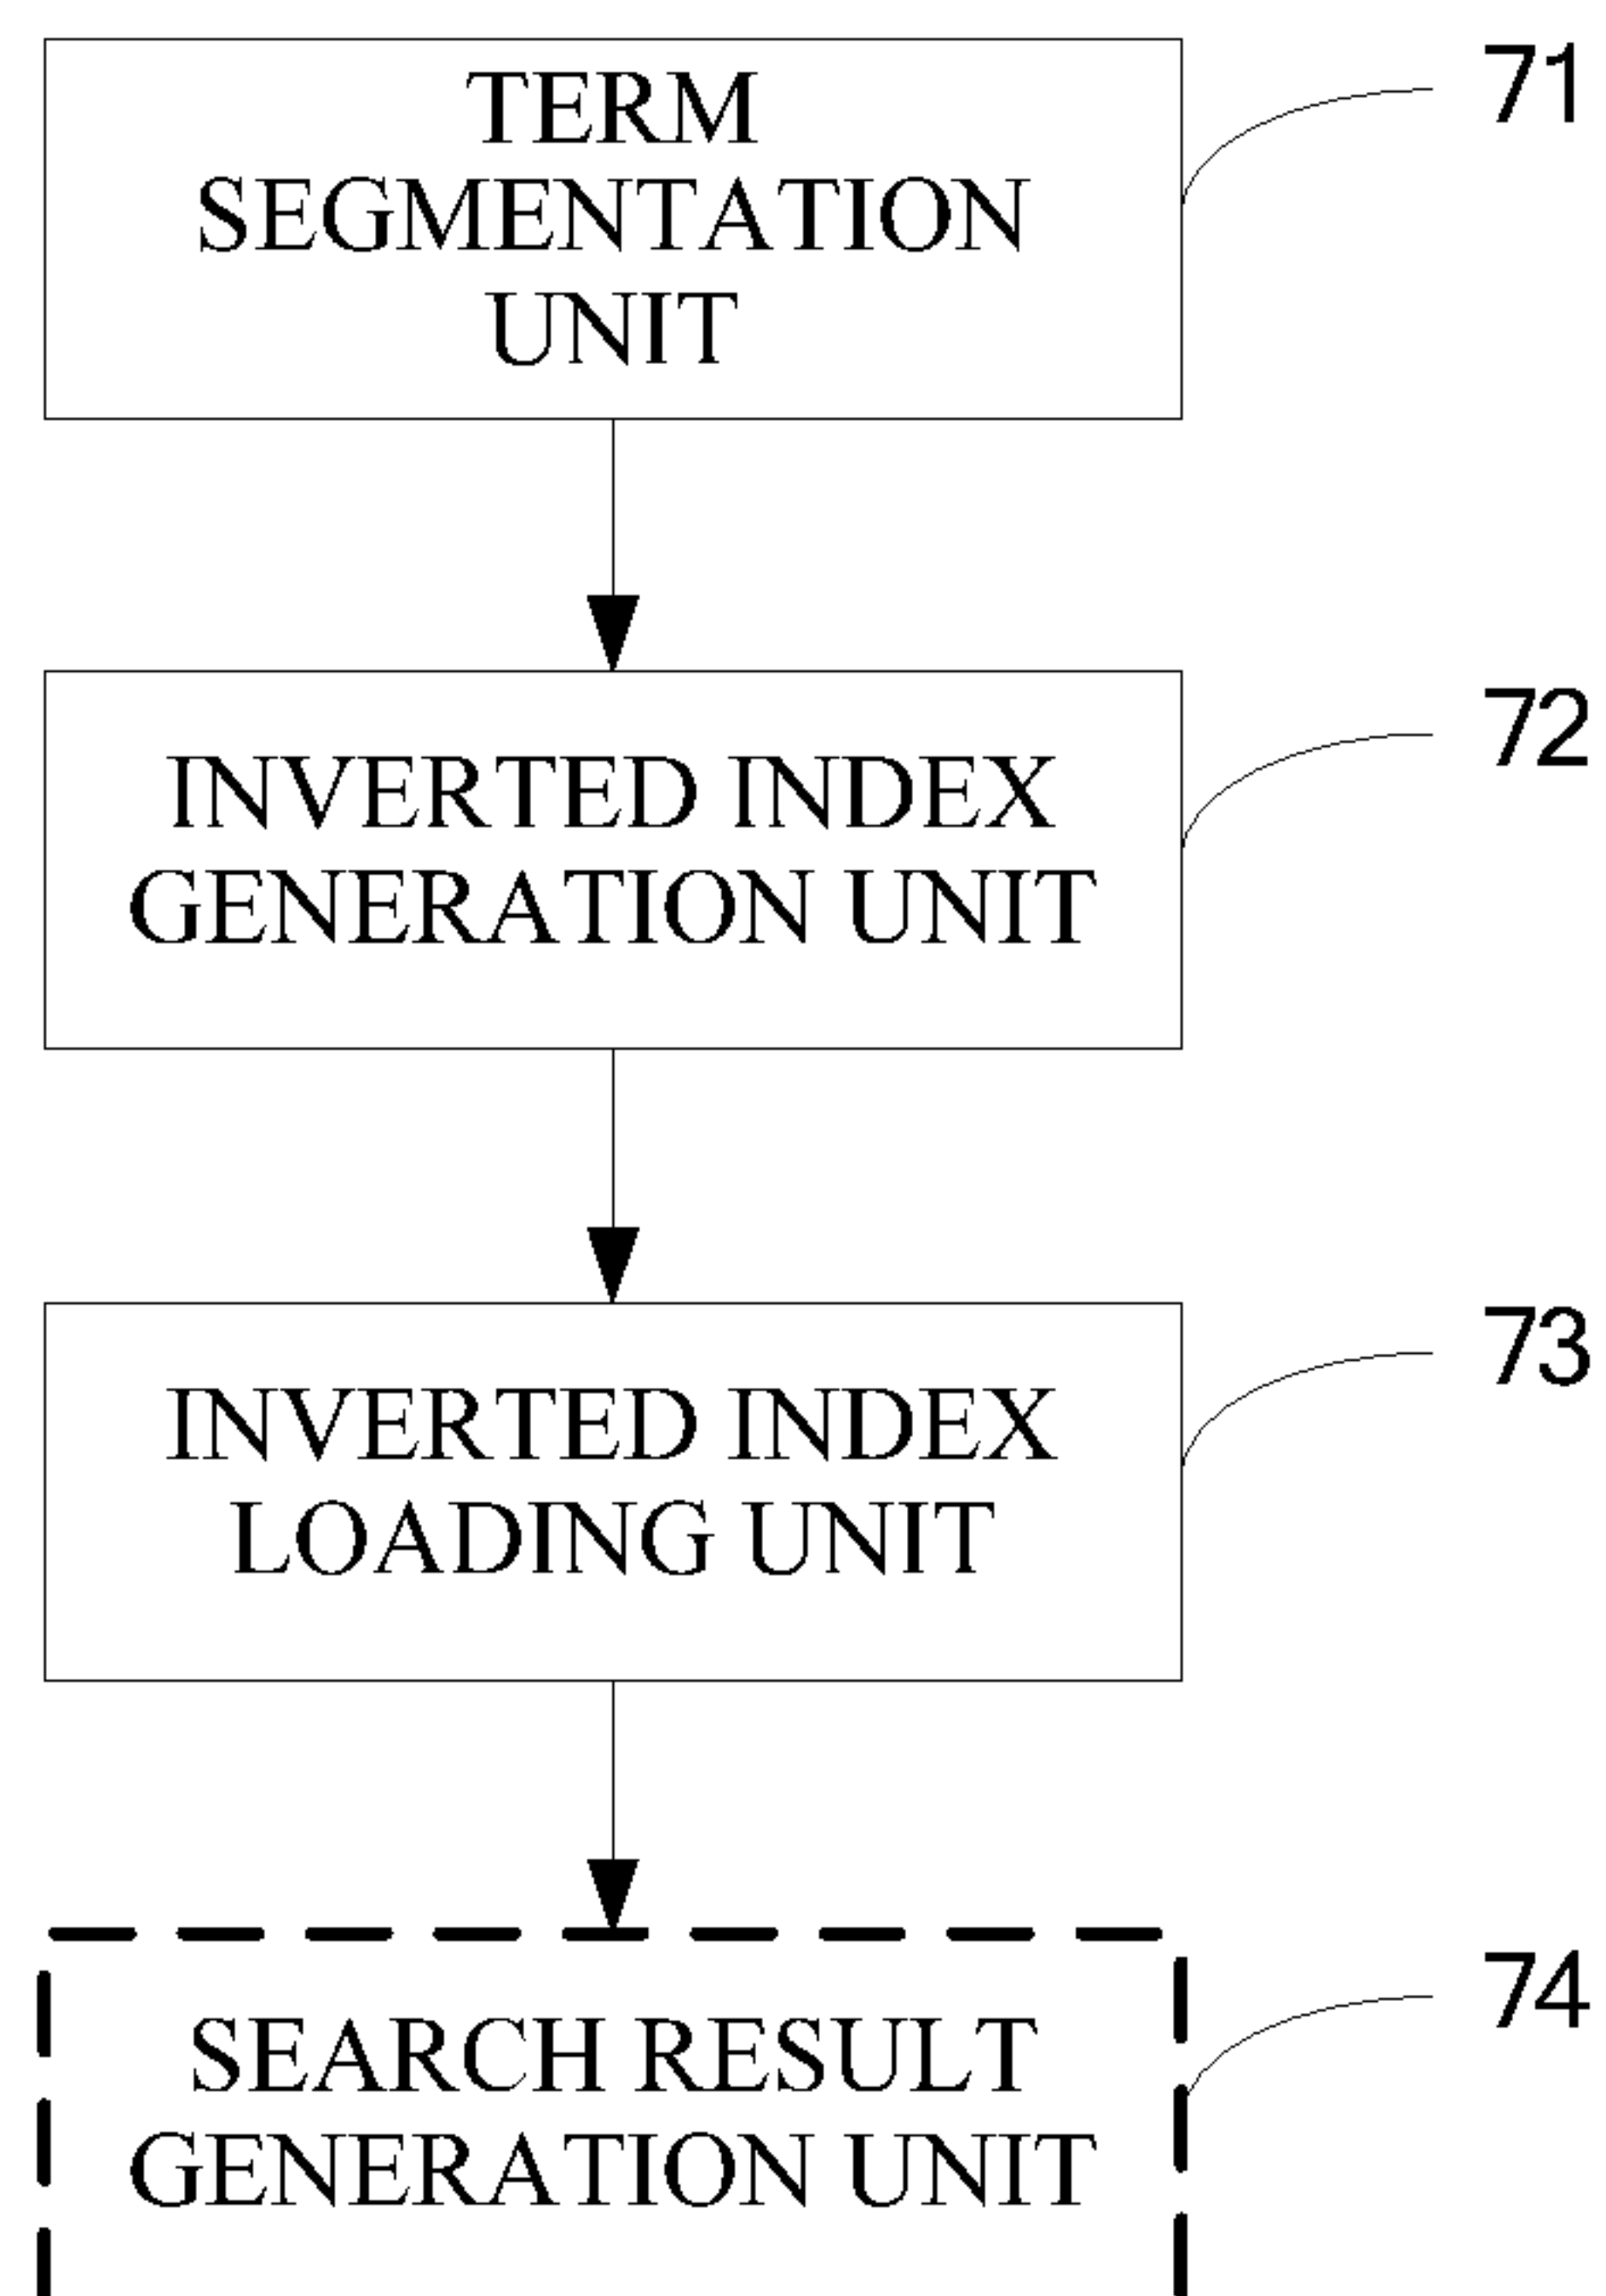 TERM
SEGMENTATION
UNIT
71
INVERTED INDEX
GENERATION UNIT
72
INVERTED INDEX
LOADING UNIT
73
SEARCH RESULT
GENERATION UNIT
74